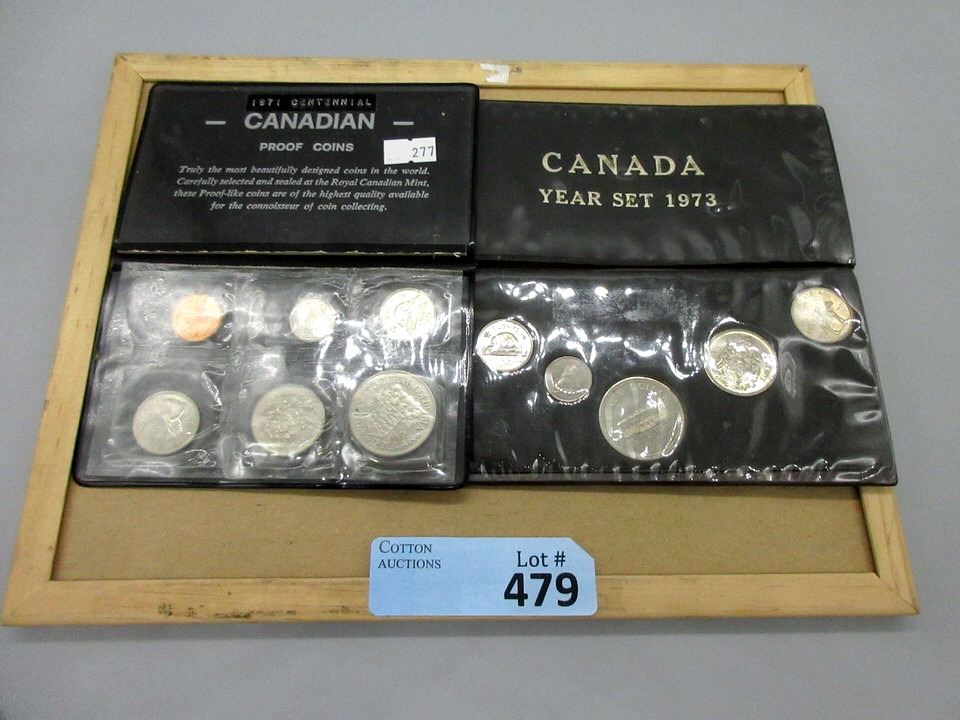 1971 CENTENNIAL
— CANADIAN —
PROOF COINS
277
Truly the most beautifully designed coins in the world.
Carefully selected and sealed at the Royal Canadian Mint,
these Proof-like coins are of the highest quality available
for the connoisseur of coin collecting.
CANADA
YEAR SET 1973
COTTON
AUCTIONS
Lot #
479